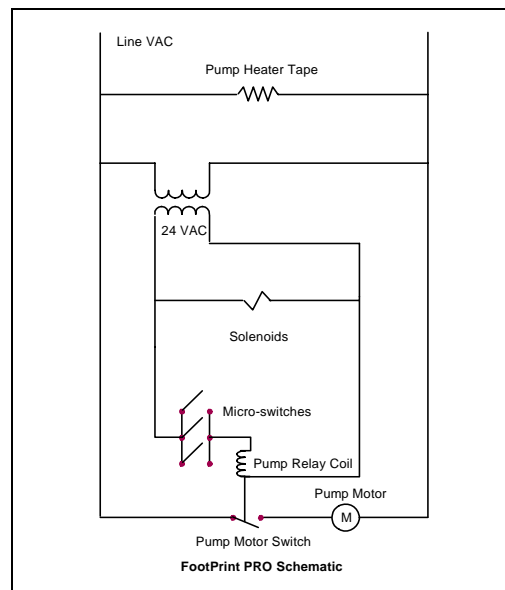 Line VAC
Pump Heater Tape
24 VAC
Solenoids
Micro-switches
Pump Relay Coil
Pump Motor
M
Pump Motor Switch
FootPrint PRO Schematic